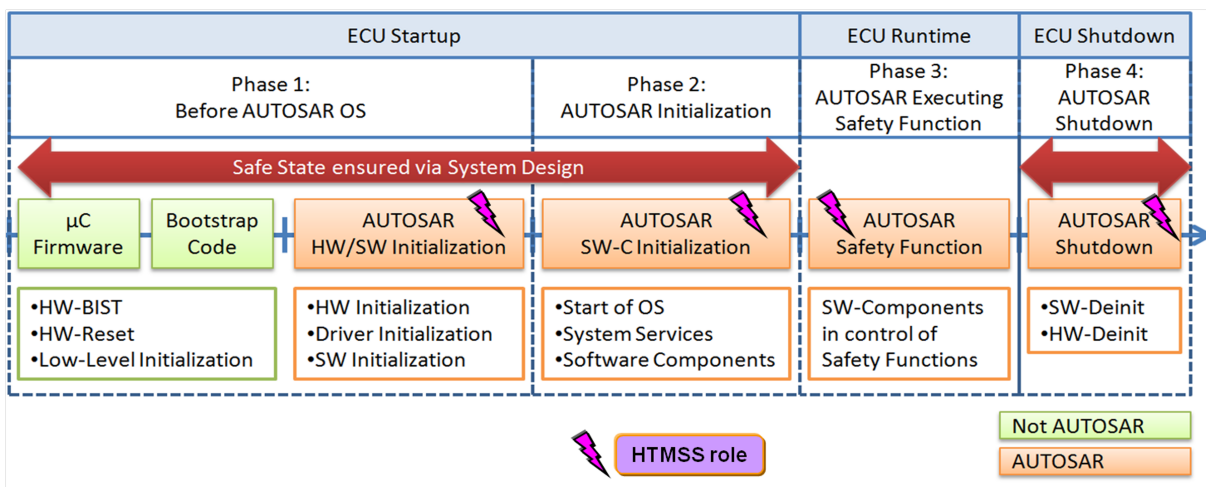 ECU Startup
ECU Runtime
ECU Shutdown
Phase 1:
Before AUTOSAR OS
Phase 2:
AUTOSAR Initialization
Phase 3:
AUTOSAR Executing
Safety Function
Phase 4:
AUTOSAR
Shutdown
Safe State ensured via System Design
µC
Firmware
Bootstrap
Code
AUTOSAR
HW/SW Initialization
AUTOSAR
SW-C Initialization
AUTOSAR
Safety Function
AUTOSAR
Shutdown
•HW-BIST
•HW-Reset
•Low-Level Initialization
•HW Initialization
•Driver Initialization
•SW Initialization
•Start of OS
•System Services
•Software Components
SW-Components
in control of
Safety Functions
•SW-Deinit
•HW-Deinit
HTMSS role
Not AUTOSAR
AUTOSAR